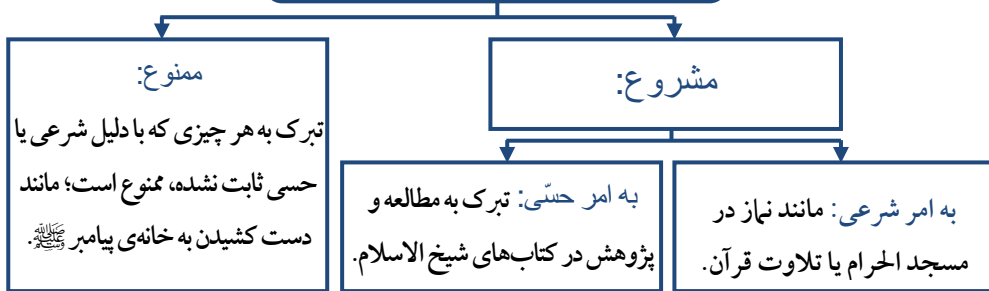 مشروع:
به امر شرعی: مانند نماز در
مسجد الحرام یا تلاوت قرآن.
به امر حسّی: تبرک به مطالعه و
پژوهش در کتاب‌های شیخ الاسلام.
ممنوع:
تبرک به هر چیزی که با دلیل شرعی یا
حسی ثابت نشده، ممنوع است؛ مانند
دست کشیدن به خانه‌ی پیامبر ﷺ.